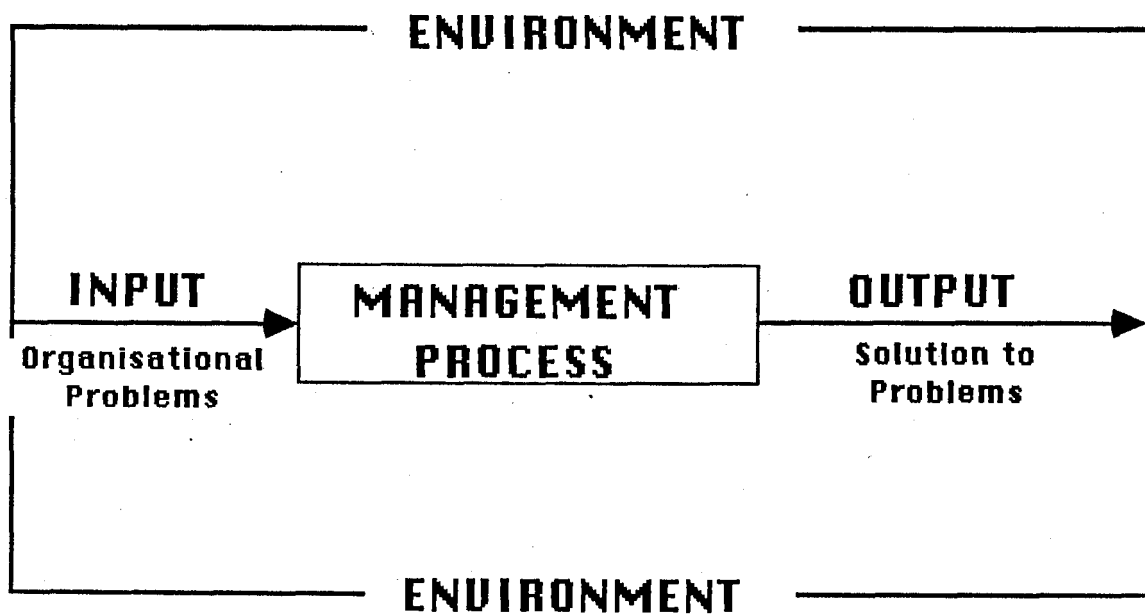 ENVIRONMENT
INPUT
Organisational
Problems
MANAGEMENT
PROCESS
OUTPUT
Solution to
Problems
ENVIRONMENT